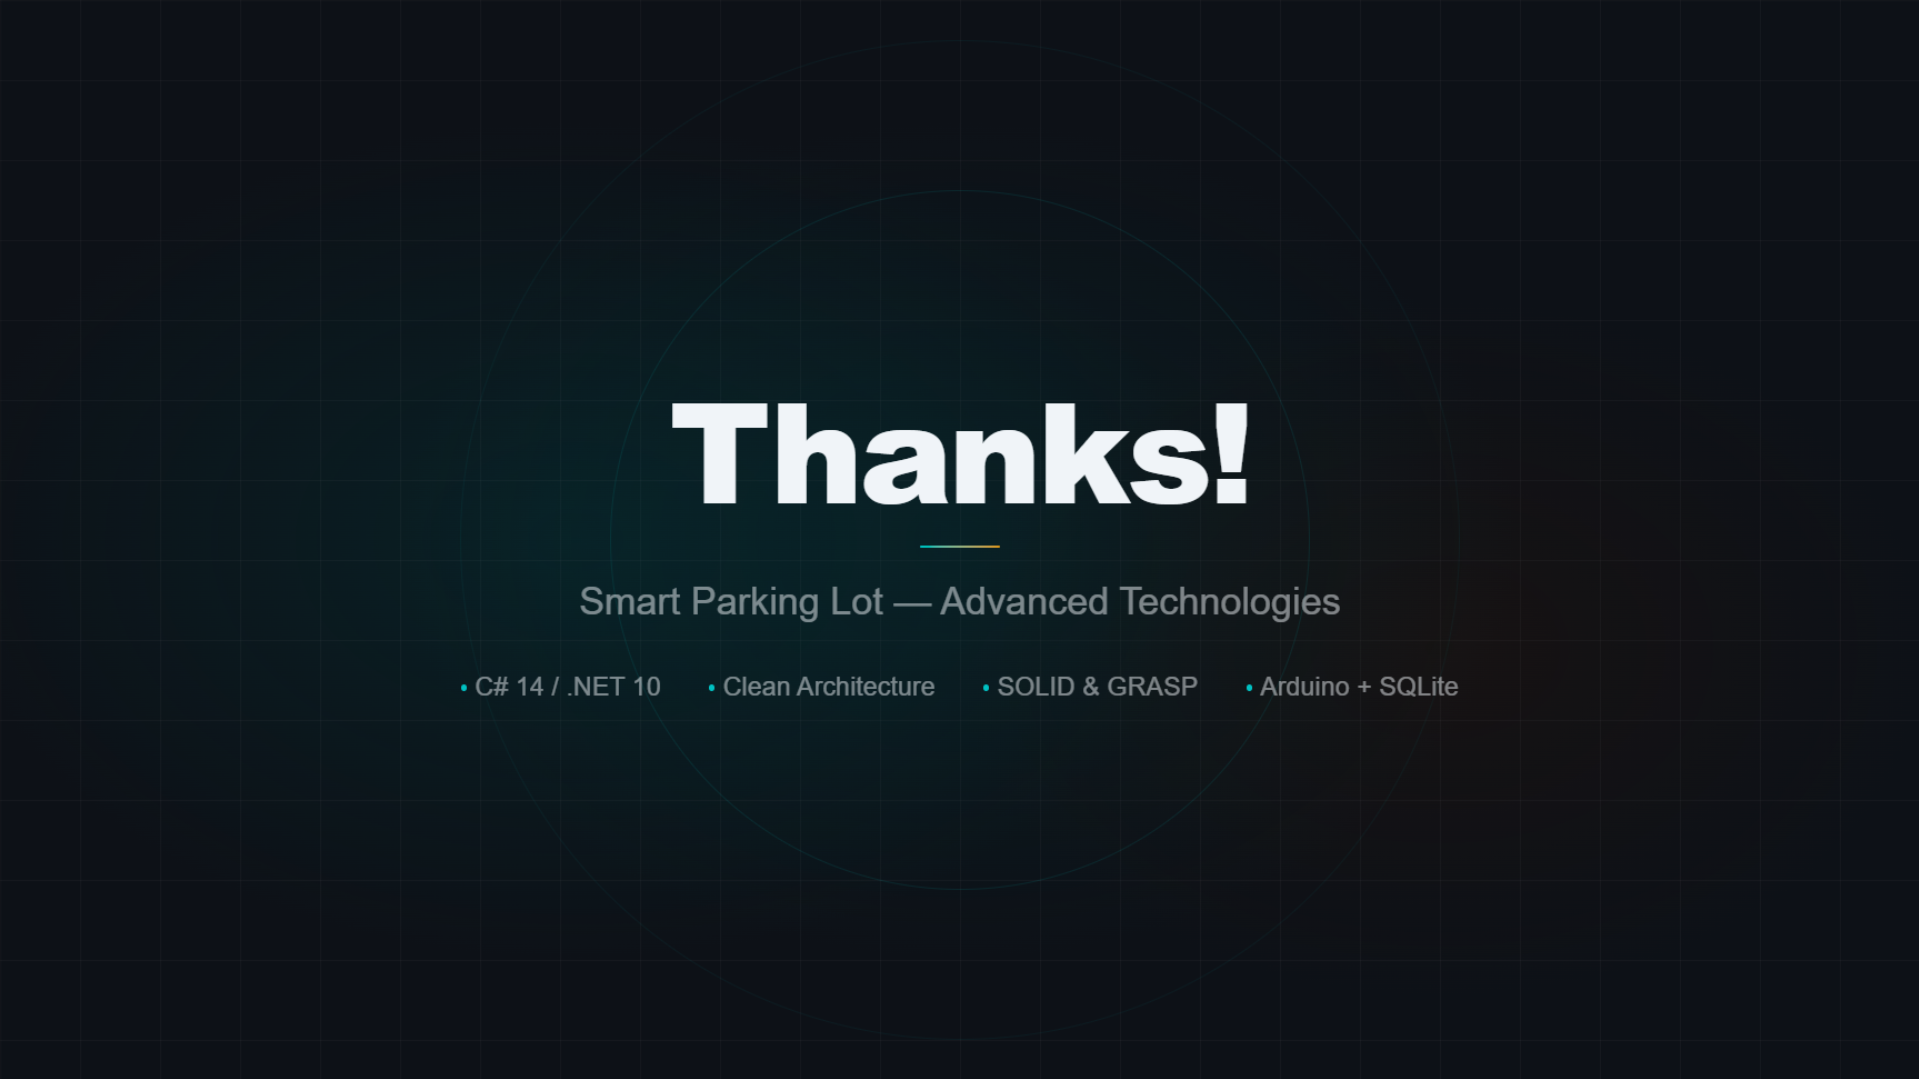 Thanks!
Smart Parking Lot — Advanced Technologies
• C# 14 / .NET 10 • Clean Architecture • SOLID & GRASP • Arduino + SQLite